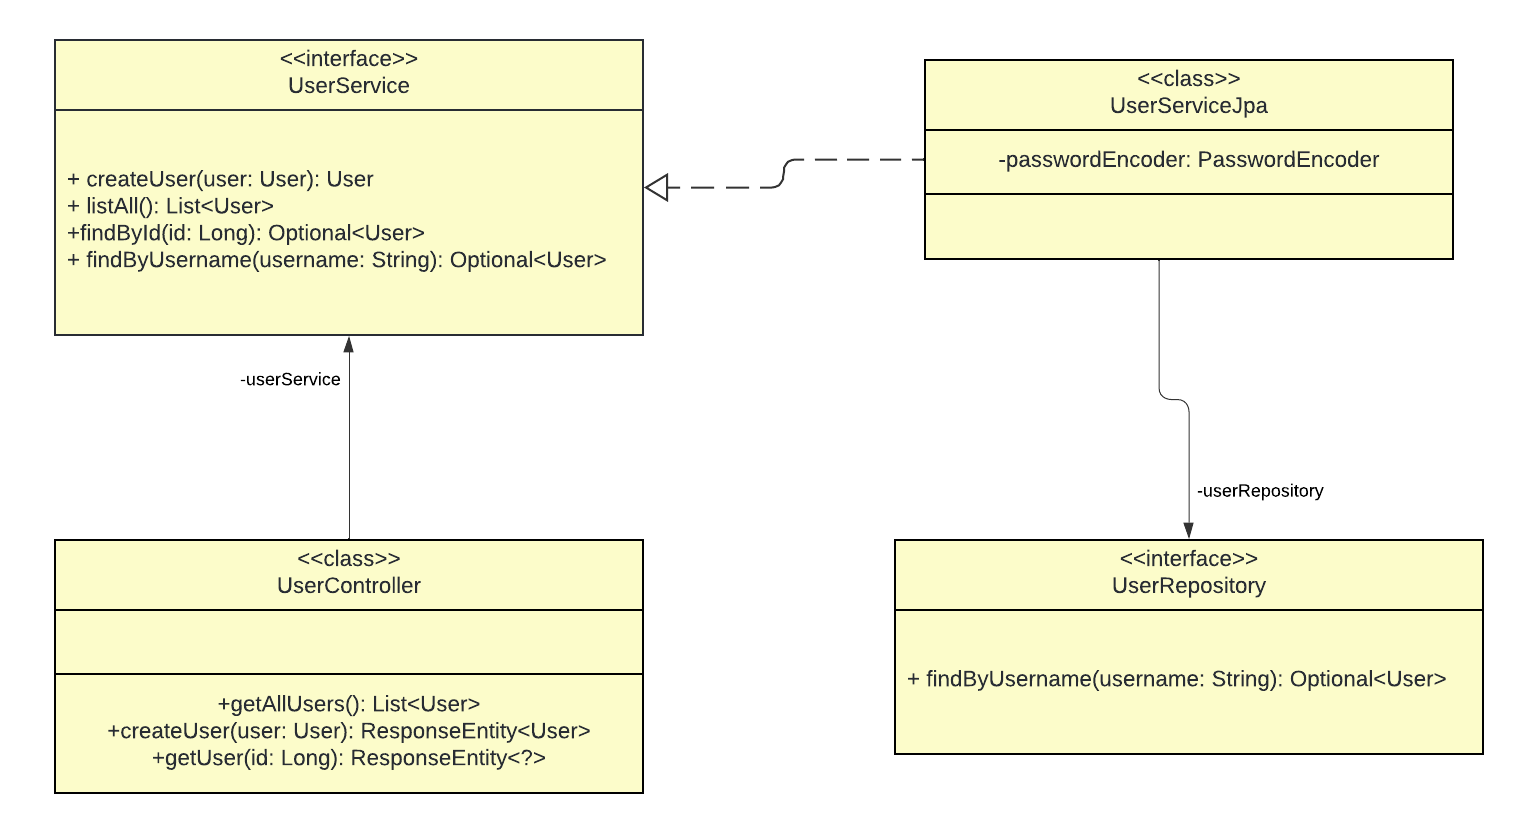 <<interface>>
UserService
+ createUser(user: User): User
+ listAll(): List<User>
+findById(id: Long): Optional<User>
+ findByUsername(username: String): Optional<User>
<<class>>
UserServiceJpa
-passwordEncoder: PasswordEncoder
-userService
-userRepository
<<class>>
UserController
+getAllUsers(): List<User>
+createUser(user: User): ResponseEntity<User>
+getUser(id: Long): ResponseEntity<?>
<<interface>>
UserRepository
+ findByUsername(username: String): Optional<User>